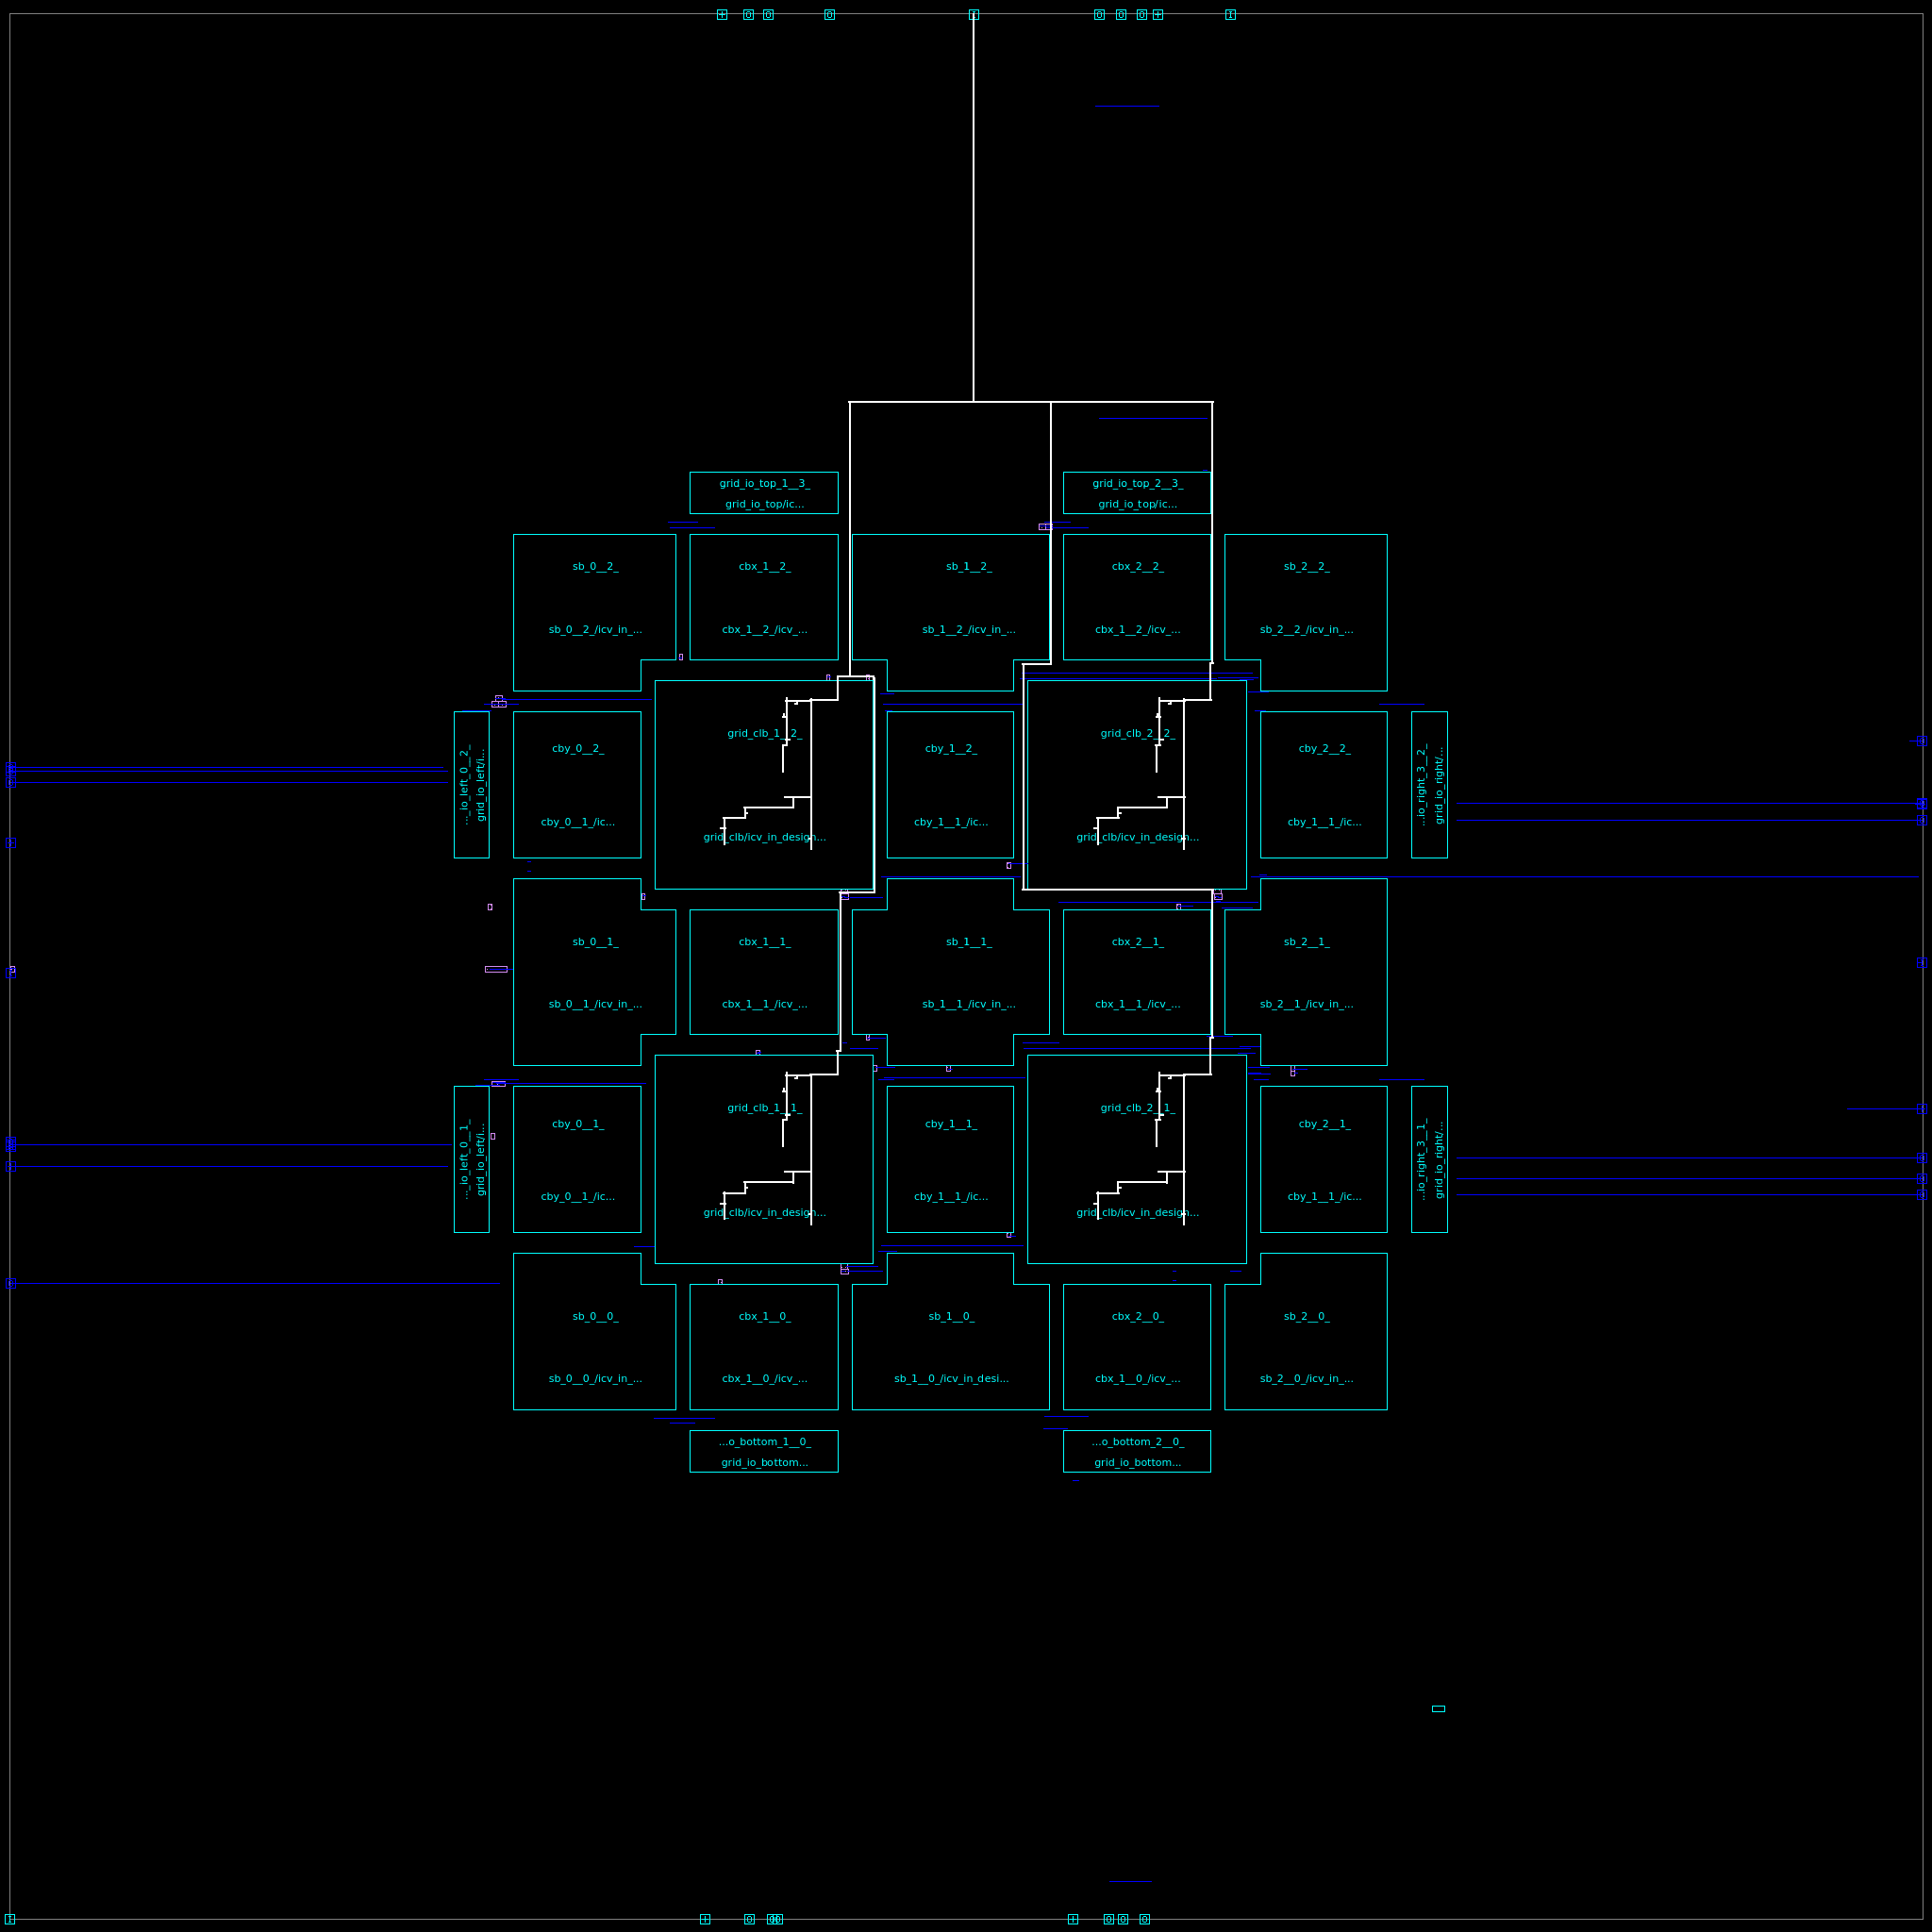 grid_io_top_1__3_
grid_io_top/ic...
grid_io_top_2__3_
grid_io_top/ic...
sb_0__2_
sb_0__2_/icv_in_...
cbx_1__2_
cbx_1__2_/icv_...
sb_1__2_
sb_1__2_/icv_in_...
cbx_2__2_
cbx_1__2_/icv_...
sb_2__2_
sb_2__2_/icv_in_...
..._io_left_0__2_
grid_io_left/i...
cby_0__2_
cby_0__1_/ic...
grid_clb_1__2_
grid_clb/icv_in_design...
cby_1__2_
cby_1__1_/ic...
grid_clb_2__2_
grid_clb/icv_in_design...
cby_2__2_
cby_1__1_/ic...
...io_right_3__2_
grid_io_right/...
sb_0__1_
sb_0__1_/icv_in_...
cbx_1__1_
cbx_1__1_/icv_...
sb_1__1_
sb_1__1_/icv_in_...
cbx_2__1_
cbx_1__1_/icv_...
sb_2__1_
sb_2__1_/icv_in_...
..._io_left_0__1_
grid_io_left/i...
cby_0__1_
cby_0__1_/ic...
grid_clb_1__1_
grid_clb/icv_in_design...
cby_1__1_
cby_1__1_/ic...
grid_clb_2__1_
grid_clb/icv_in_design...
cby_2__1_
cby_1__1_/ic...
...io_right_3__1_
grid_io_right/...
sb_0__0_
sb_0__0_/icv_in_...
cbx_1__0_
cbx_1__0_/icv_...
sb_1__0_
sb_1__0_/icv_in_desi...
cbx_2__0_
cbx_1__0_/icv_...
sb_2__0_
sb_2__0_/icv_in_...
...o_bottom_1__0_
grid_io_bottom...
...o_bottom_2__0_
grid_io_bottom...